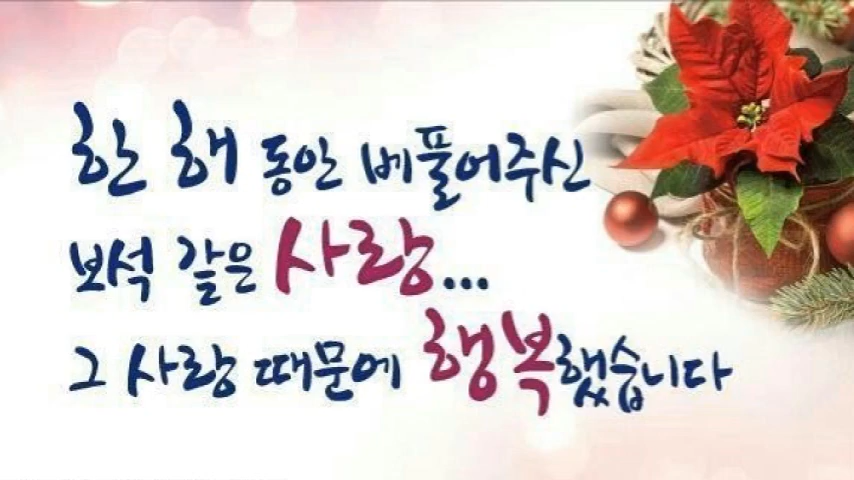 한 해 동안 베풀어주신
보석 같은 사랑...
그 사랑 때문에 행복했습니다